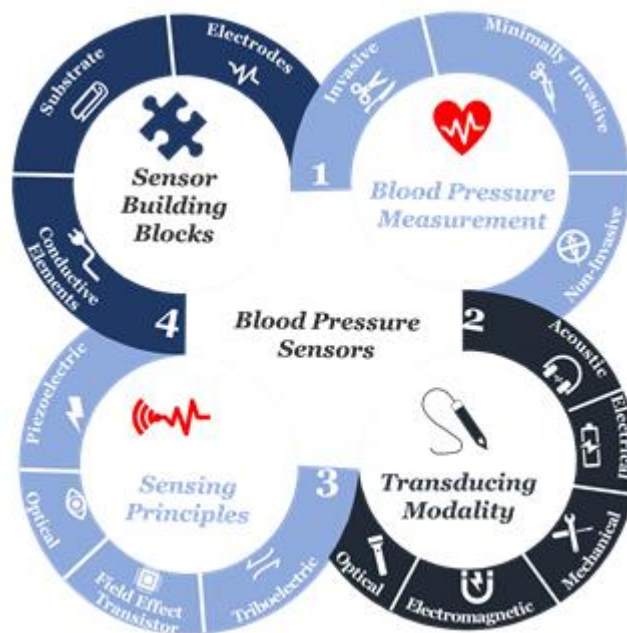 Blood Pressure
Sensors
1
Blood Pressure
Measurement
Invasive
Minimally Invasive
Non-Invasive
2
Transducing
Modality
Acoustic
Electrical
Mechanical
Electromagnetic
Optical
3
Sensing
Principles
Triboelectric
Field Effect
Transistor
Optical
Piezoelectric
4
Sensor
Building
Blocks
Conductive
Elements
Substrate
Electrodes